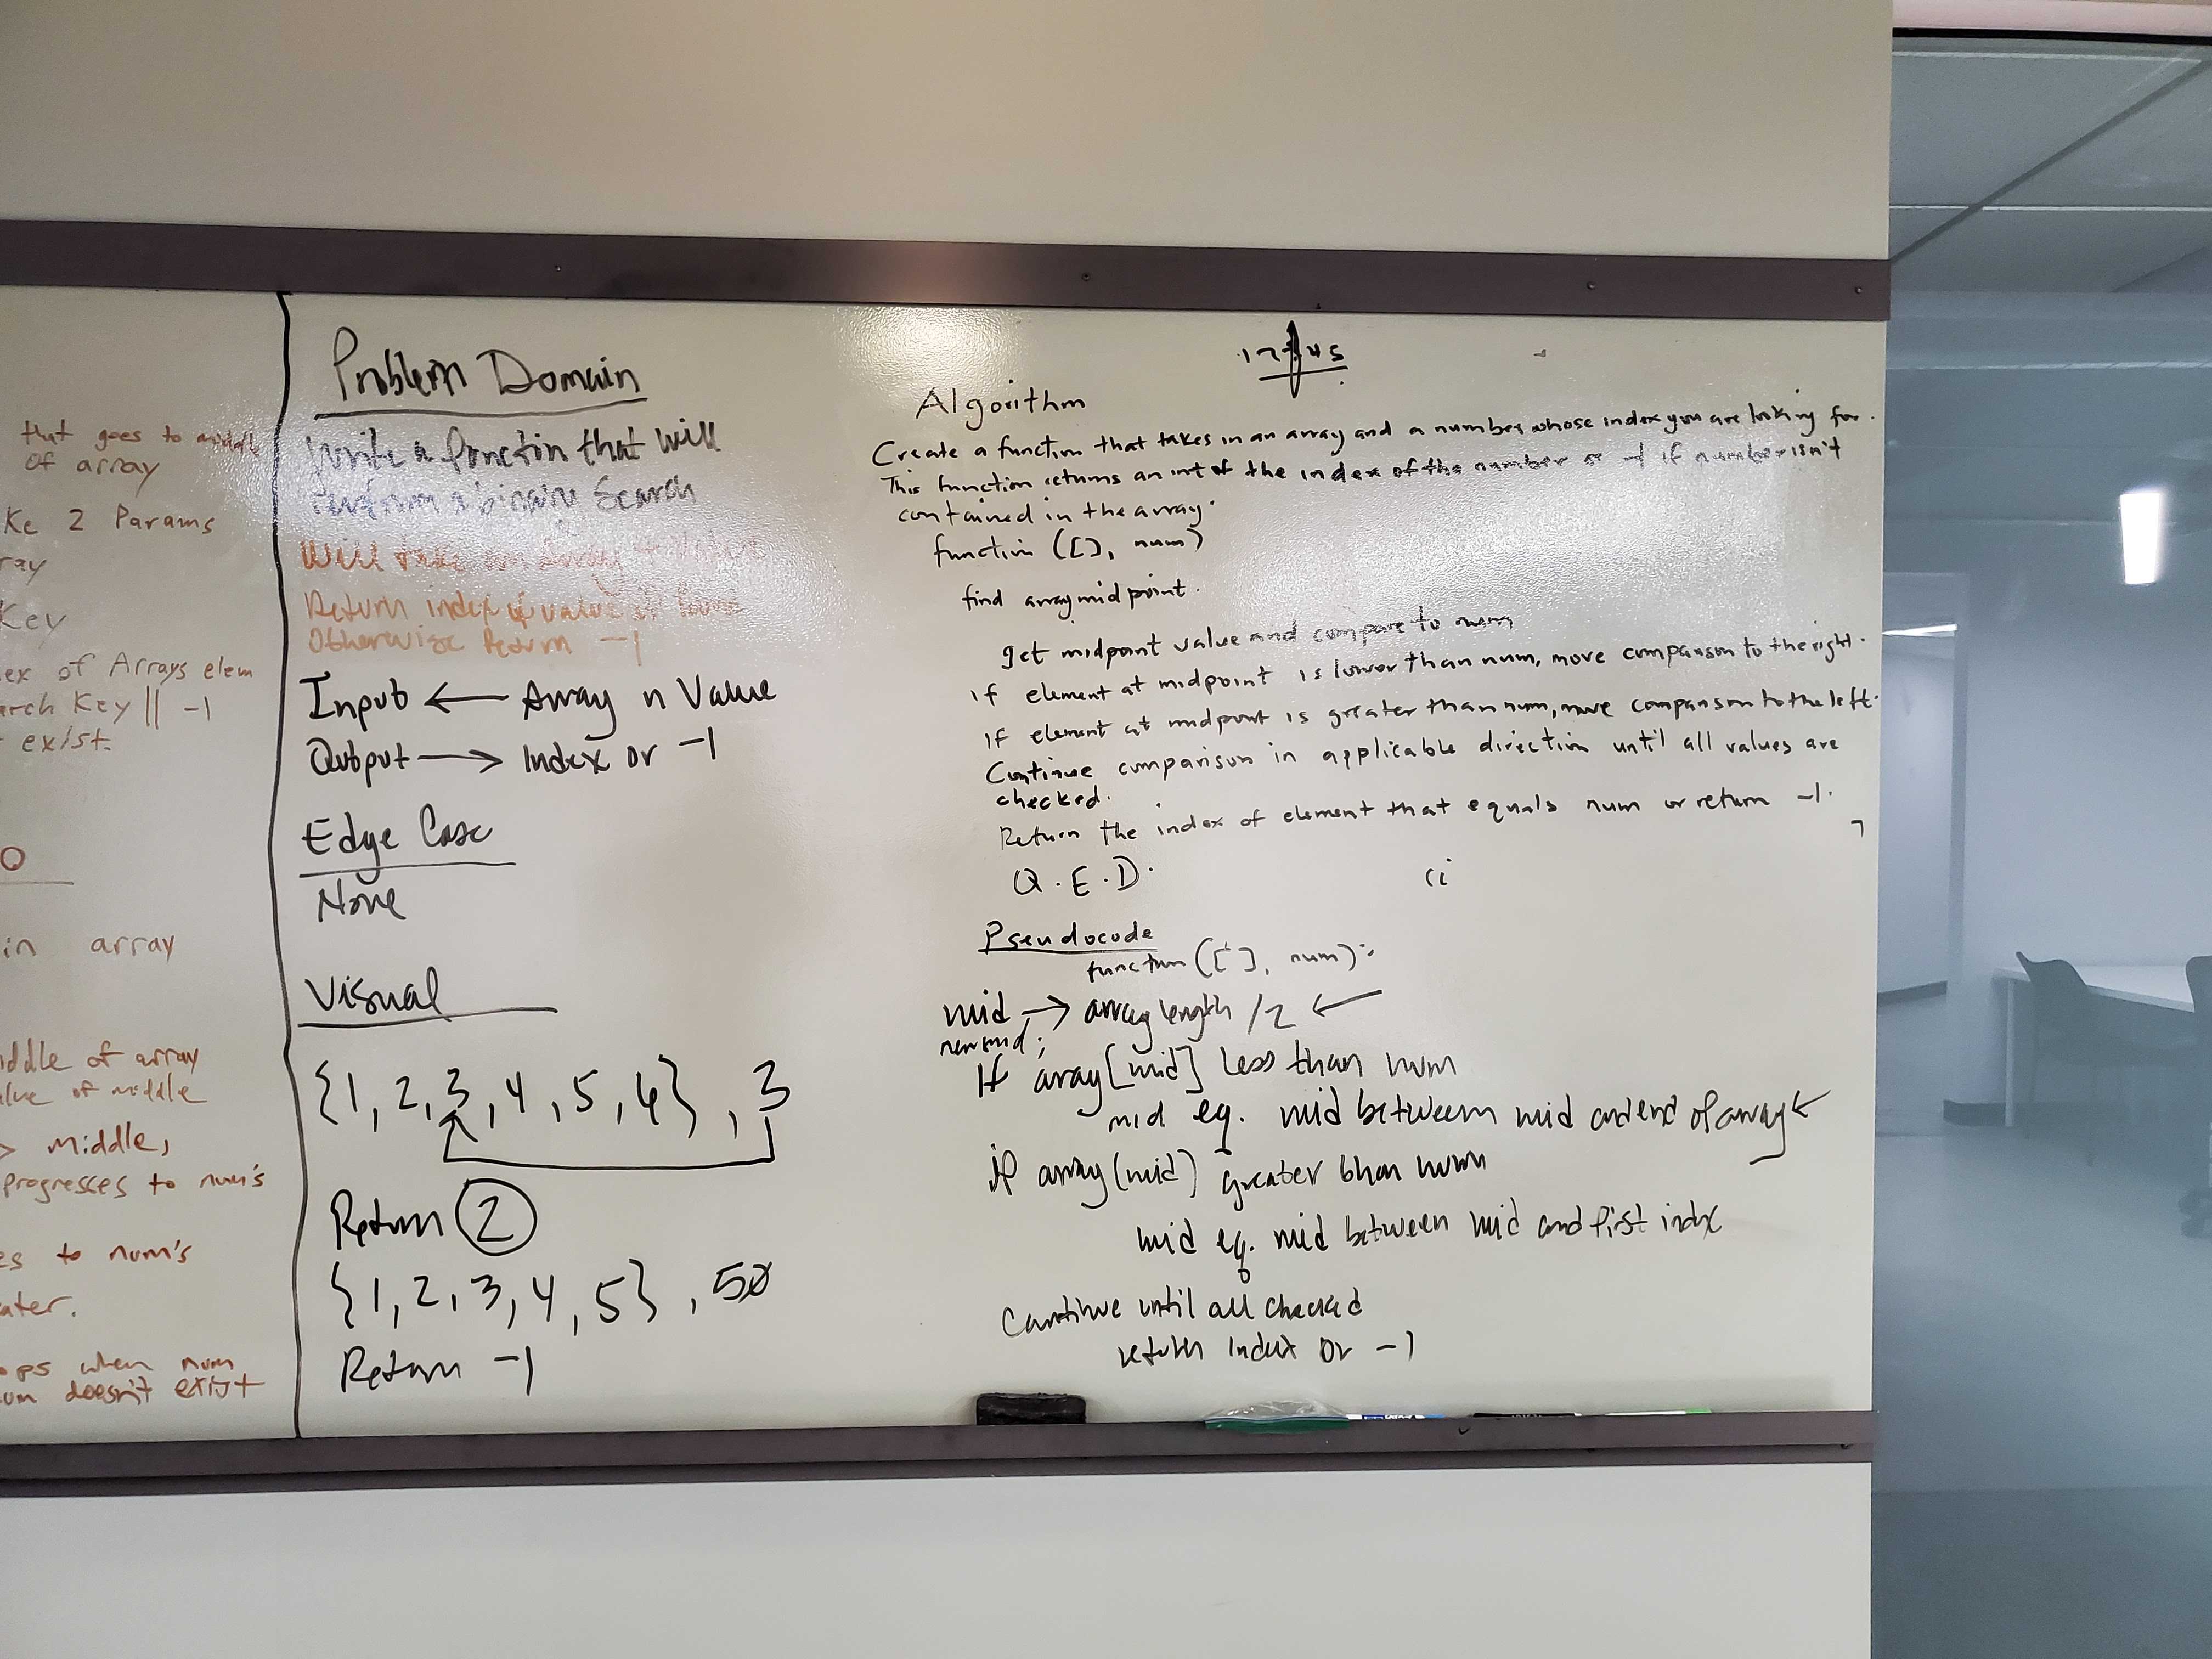 that goes to middle
of array
Ke 2 Params
ray
Key
ex of Arrays elem
arch Key || -1
exist.
O
in array
iddle of array
alue of middle
> middle,
progresses to num's
es to num's
ater.
ops when num
um doesn't exist
Problem Domain
Write a function that will
Perform a binary Search
Will take an Array + Value
Return index of value if found
Otherwise Return -1
Input ← Array n Value
Output → Index or -1
Edge Case
None
Visual
{1, 2, 3, 4, 5, 6}, 3
Return 2
{1, 2, 3, 4, 5}, 50
Return -1
Algorithm
Create a function that takes in an array and a number whose index you are looking for.
This function returns an int of the index of the number or -1 if number isn't
contained in the array.
function ([], num)
find array midpoint.
get midpoint value and compare to num
if element at midpoint is lower than num, move comparison to the right.
if element at midpoint is greater than num, move comparison to the left.
Continue comparison in applicable direction until all values are
checked.
Return the index of element that equals num or return -1.
Q.E.D.
(i
Pseudocode
function ([], num):
mid → array length /2 ←
new mid;
If array[mid] less than num
mid eq. mid between mid and end of array ←
if array(mid) greater than num
mid eq. mid between mid and first index
Continue until all checked
return index or -1